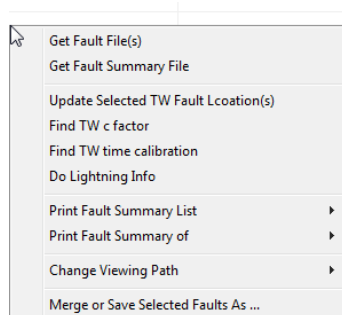 Get Fault File(s)
Get Fault Summary File
Update Selected TW Fault Lcoation(s)
Find TW c factor
Find TW time calibration
Do Lightning Info
Print Fault Summary List
Print Fault Summary of
Change Viewing Path
Merge or Save Selected Faults As ...